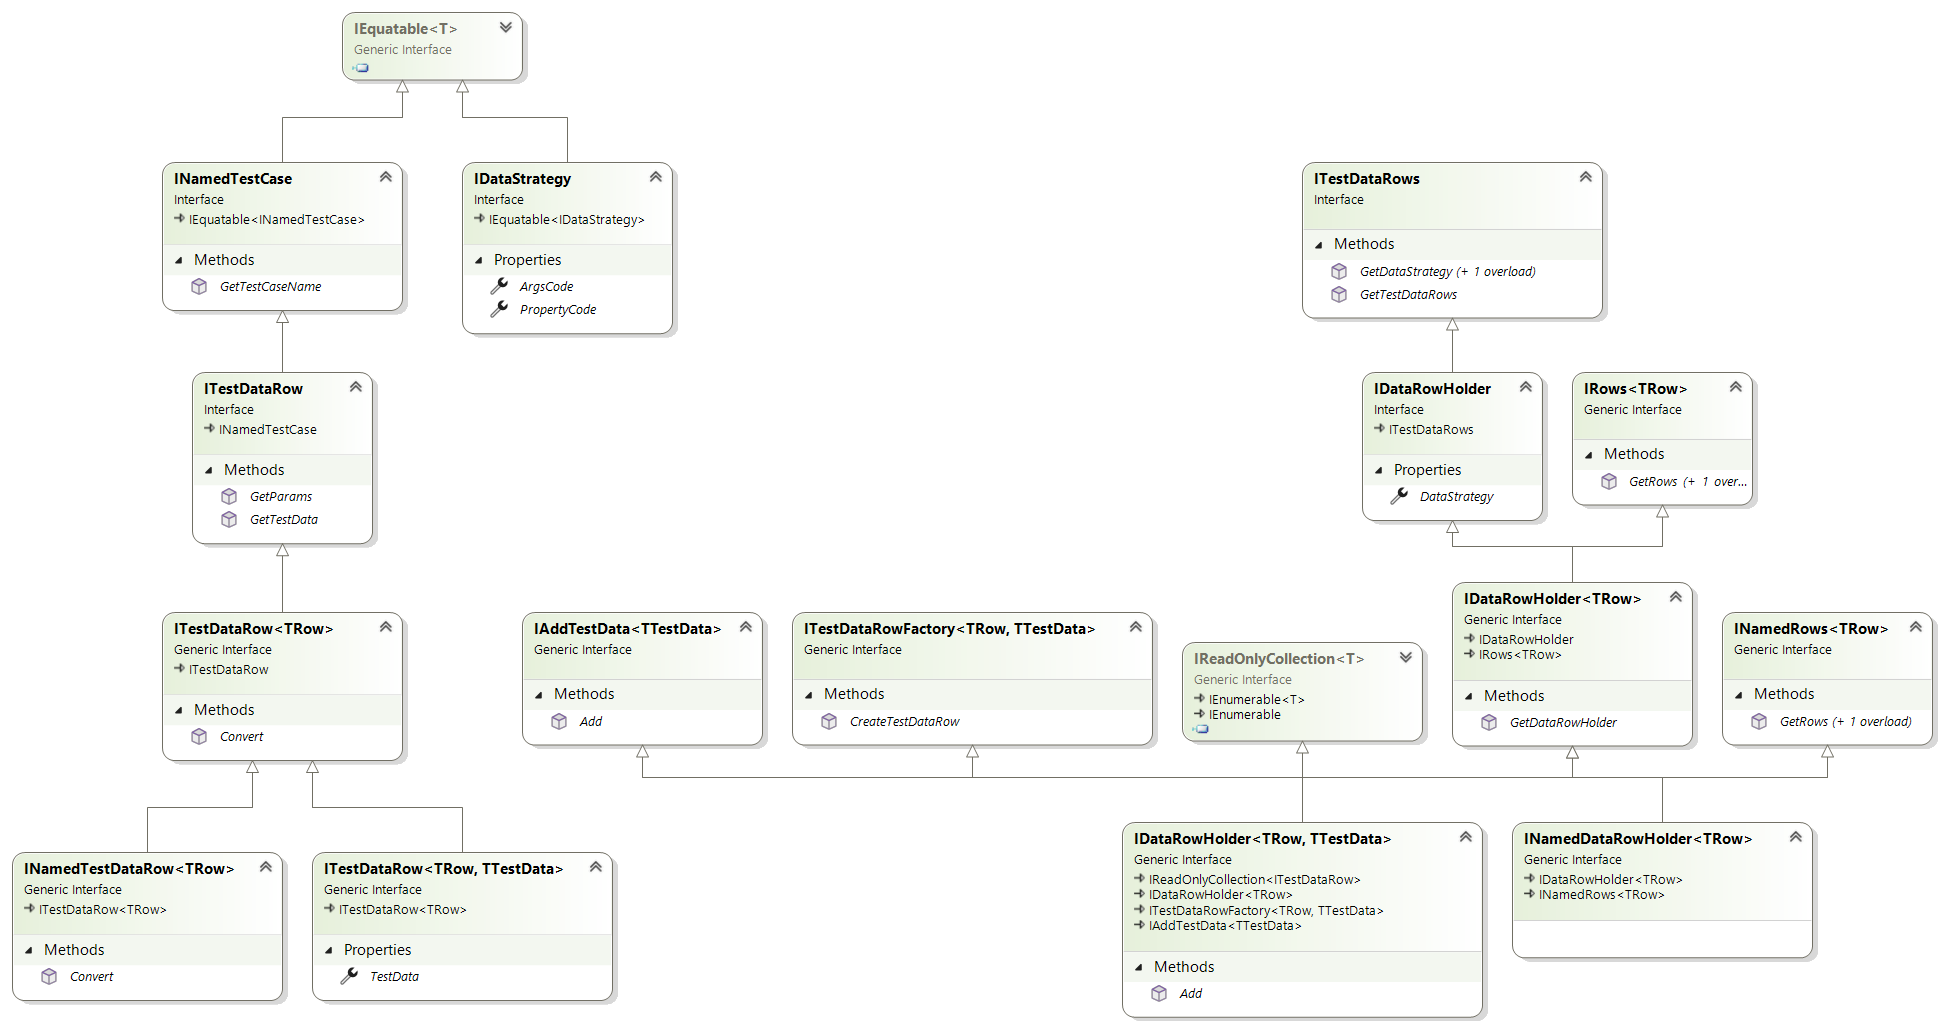 IEquatable<T>
Generic Interface
INamedTestCase
Interface
IEquatable<INamedTestCase>
Methods
GetTestCaseName
IDataStrategy
Interface
IEquatable<IDataStrategy>
Properties
ArgsCode
PropertyCode
ITestDataRows
Interface
Methods
GetDataStrategy (+ 1 overload)
GetTestDataRows
ITestDataRow
Interface
INamedTestCase
Methods
GetParams
GetTestData
IDataRowHolder
Interface
ITestDataRows
Properties
DataStrategy
IRows<TRow>
Generic Interface
Methods
GetRows (+ 1 over...
ITestDataRow<TRow>
Generic Interface
ITestDataRow
Methods
Convert
IAddTestData<TTestData>
Generic Interface
Methods
Add
ITestDataRowFactory<TRow, TTestData>
Generic Interface
Methods
CreateTestDataRow
IReadOnlyCollection<T>
Generic Interface
IEnumerable<T>
IEnumerable
IDataRowHolder<TRow>
Generic Interface
IDataRowHolder
IRows<TRow>
Methods
GetDataRowHolder
INamedRows<TRow>
Generic Interface
Methods
GetRows (+ 1 overload)
INamedTestDataRow<TRow>
Generic Interface
ITestDataRow<TRow>
Methods
Convert
ITestDataRow<TRow, TTestData>
Generic Interface
ITestDataRow<TRow>
Properties
TestData
IDataRowHolder<TRow, TTestData>
Generic Interface
IReadOnlyCollection<ITestDataRow>
IDataRowHolder<TRow>
ITestDataRowFactory<TRow, TTestData>
IAddTestData<TTestData>
Methods
Add
INamedDataRowHolder<TRow>
Generic Interface
IDataRowHolder<TRow>
INamedRows<TRow>